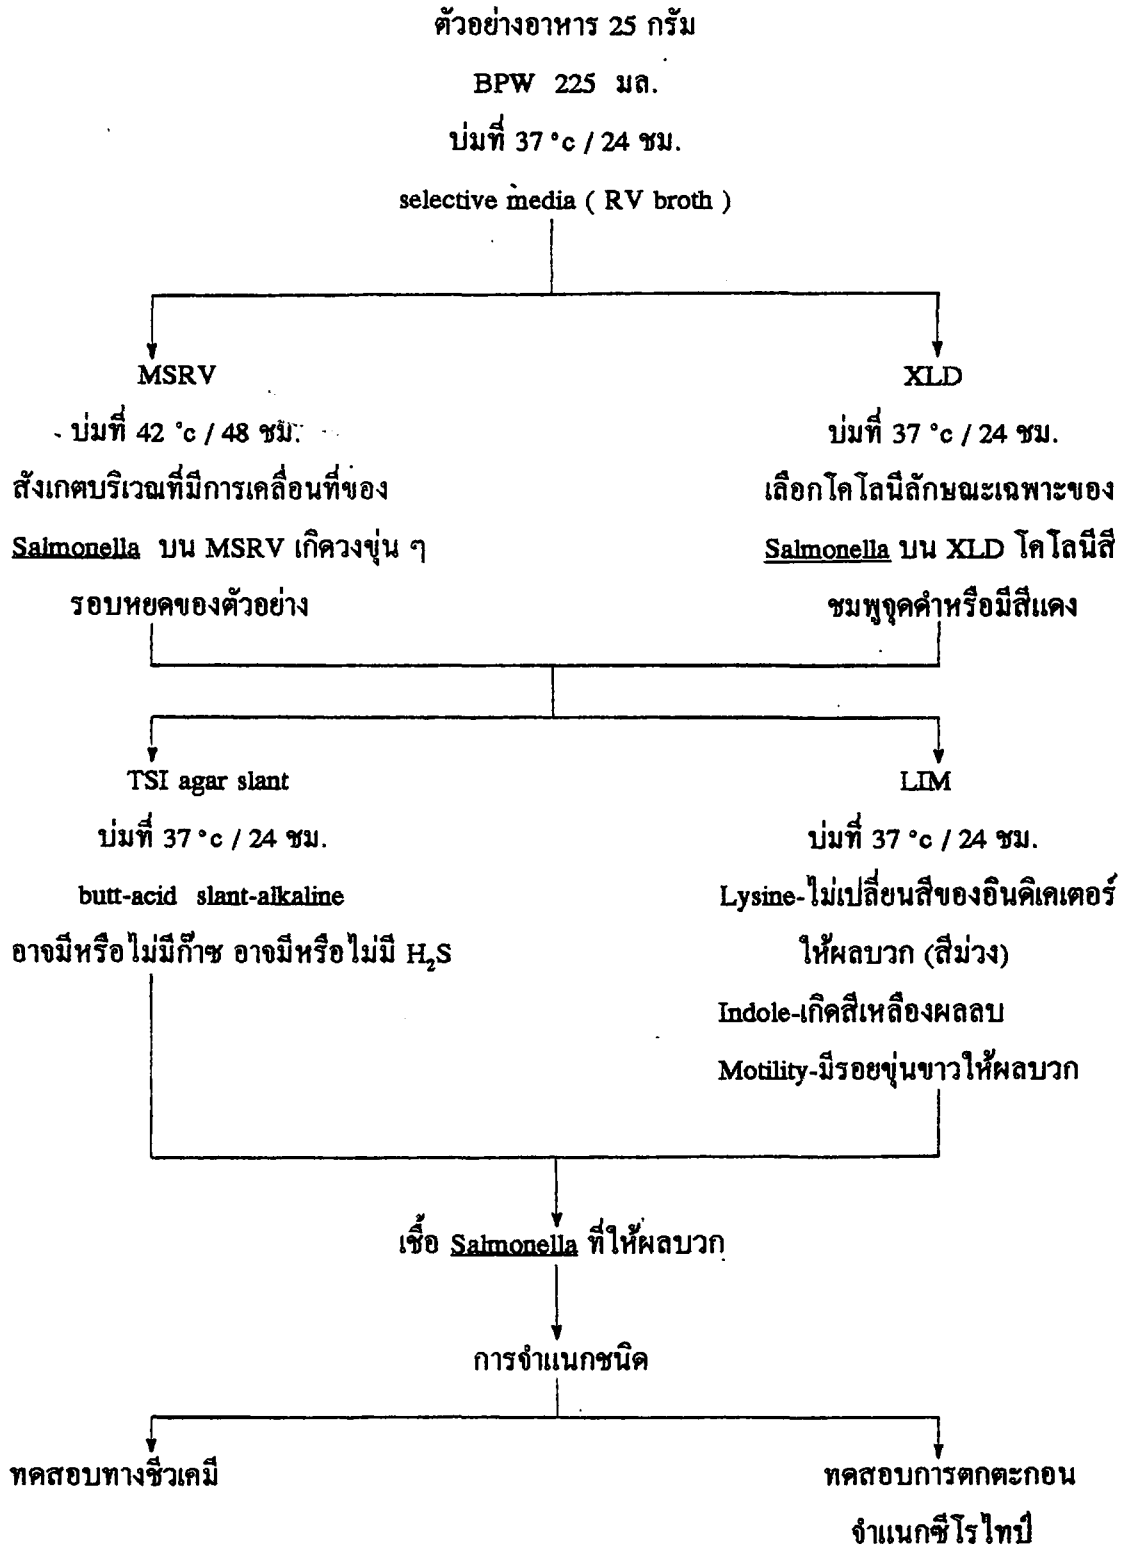 ตัวอย่างอาหาร 25 กรัม
BPW 225 มล.
บ่มที่ 37 °c / 24 ชม.
selective media ( RV broth )
MSRV
บ่มที่ 42 °c / 48 ชม.
สังเกตบริเวณที่มีการเคลื่อนที่ของ
Salmonella บน MSRV เกิดวงขุ่น ๆ
รอบหยดของตัวอย่าง
XLD
บ่มที่ 37 °c / 24 ชม.
เลือกโคโลนีลักษณะเฉพาะของ
Salmonella บน XLD โคโลนีสี
ชมพูจุดดำหรือมีสีแดง
TSI agar slant
บ่มที่ 37 °c / 24 ชม.
butt-acid slant-alkaline
อาจมีหรือไม่มีก๊าซ อาจมีหรือไม่มี H₂S
LIM
บ่มที่ 37 °c / 24 ชม.
Lysine-ไม่เปลี่ยนสีของอินดิเคเตอร์
ให้ผลบวก (สีม่วง)
Indole-เกิดสีเหลืองผลลบ
Motility-มีรอยขุ่นขาวให้ผลบวก
เชื้อ Salmonella ที่ให้ผลบวก
การจำแนกชนิด
ทดสอบทางชีวเคมี
ทดสอบการตกตะกอน
จำแนกซีโรไทป์